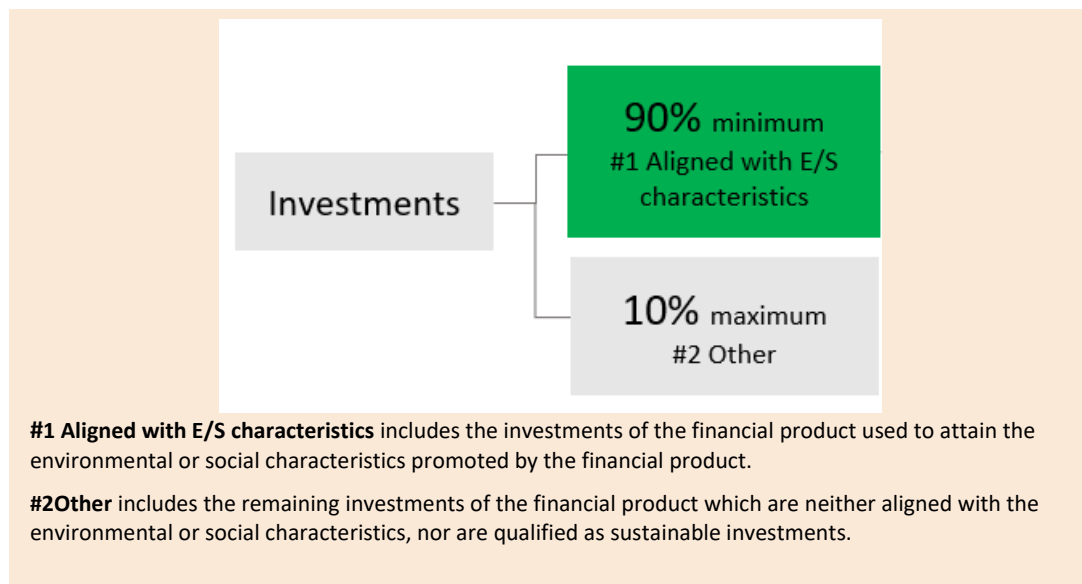 90% minimum
#1 Aligned with E/S
characteristics
Investments
10% maximum
#2 Other
#1 Aligned with E/S characteristics includes the investments of the financial product used to attain the
environmental or social characteristics promoted by the financial product.
#2Other includes the remaining investments of the financial product which are neither aligned with the
environmental or social characteristics, nor are qualified as sustainable investments.